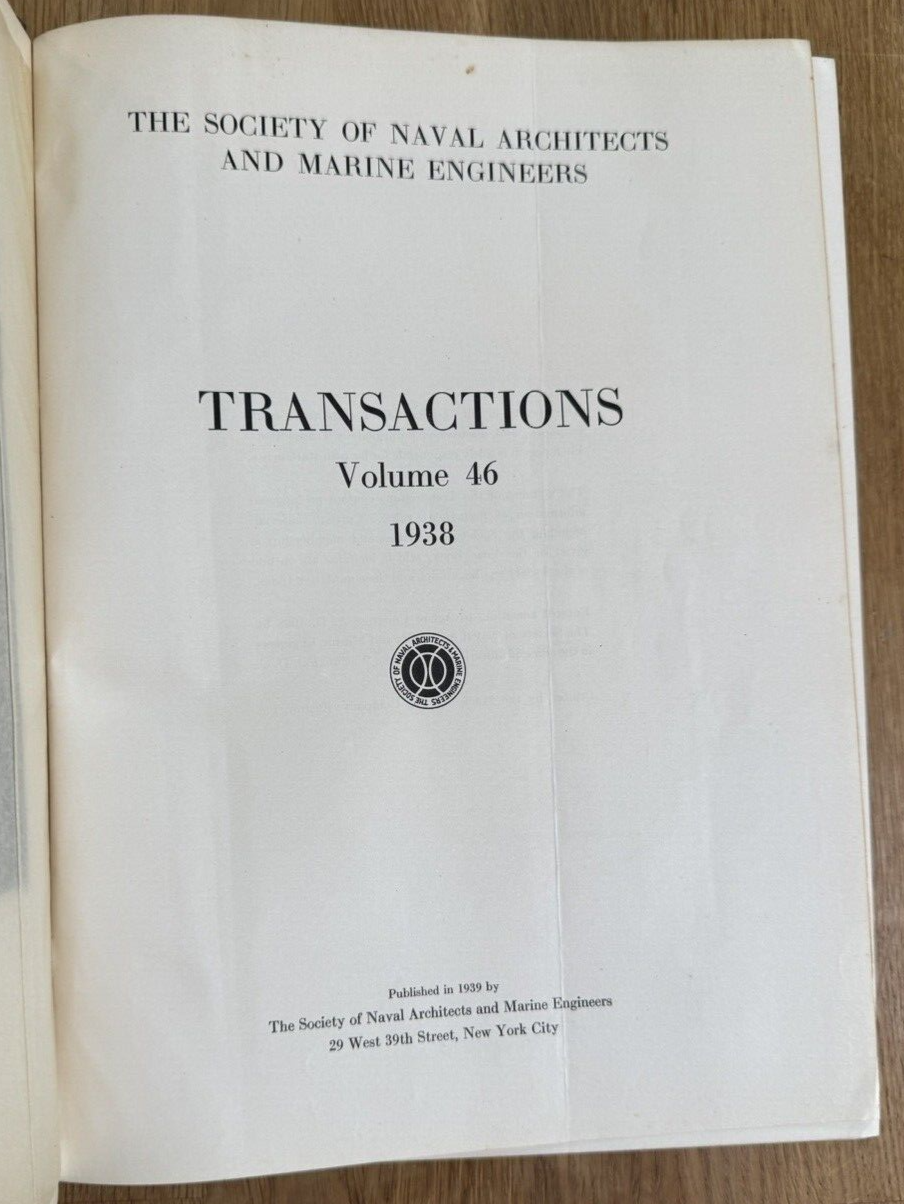 THE SOCIETY OF NAVAL ARCHITECTS
AND MARINE ENGINEERS
TRANSACTIONS
Volume 46
1938
THE SOCIETY OF NAVAL ARCHITECTS & MARINE ENGINEERS
Published in 1939 by
The Society of Naval Architects and Marine Engineers
29 West 39th Street, New York City